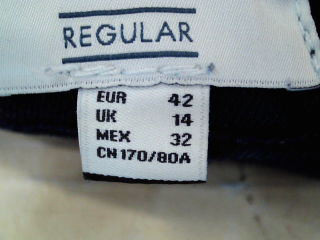 REGULAR
EUR 42
UK 14
MEX 32
CN 170/80A